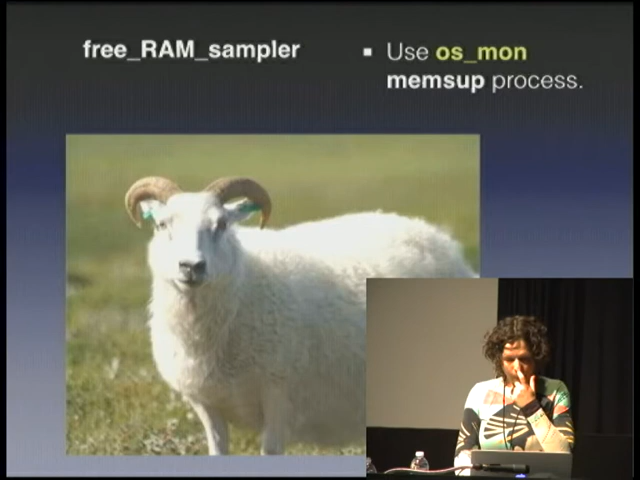 free_RAM_sampler
▪ Use os_mon
memsup process.